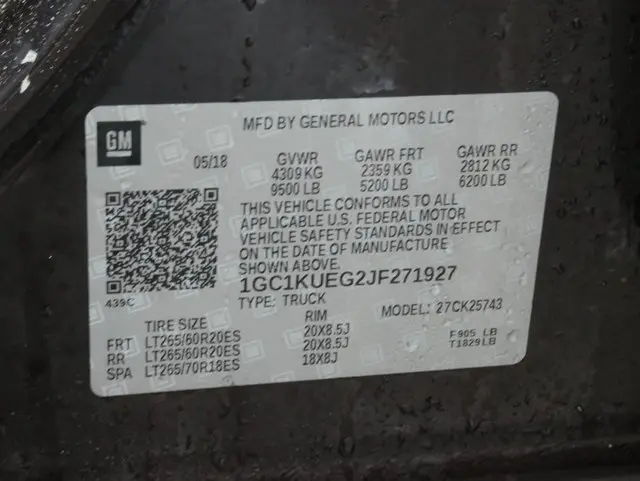 GM
MFD BY GENERAL MOTORS LLC
05/18 GVWR GAWR FRT GAWR RR
4309 KG 2359 KG 2812 KG
9500 LB 5200 LB 6200 LB
THIS VEHICLE CONFORMS TO ALL
APPLICABLE U.S. FEDERAL MOTOR
VEHICLE SAFETY STANDARDS IN EFFECT
ON THE DATE OF MANUFACTURE
SHOWN ABOVE.
439C
1GC1KUEG2JF271927
TYPE: TRUCK MODEL: 27CK25743
TIRE SIZE RIM
FRT LT265/60R20ES 20X8.5J F905 LB
RR LT265/60R20ES 20X8.5J T1829LB
SPA LT265/70R18ES 18X8J